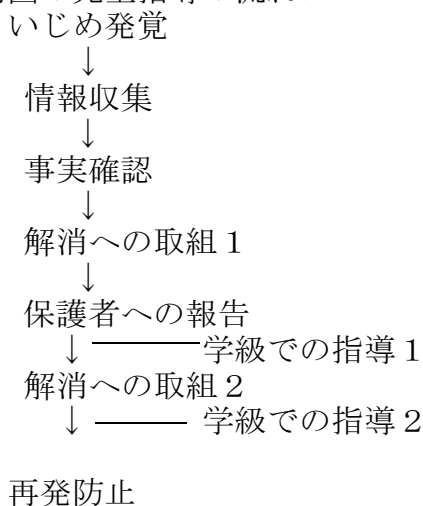 いじめ発覚
↓
情報収集
↓
事実確認
↓
解消への取組１
↓
保護者への報告
↓ 学級での指導１
解消への取組２
↓ 学級での指導２
再発防止